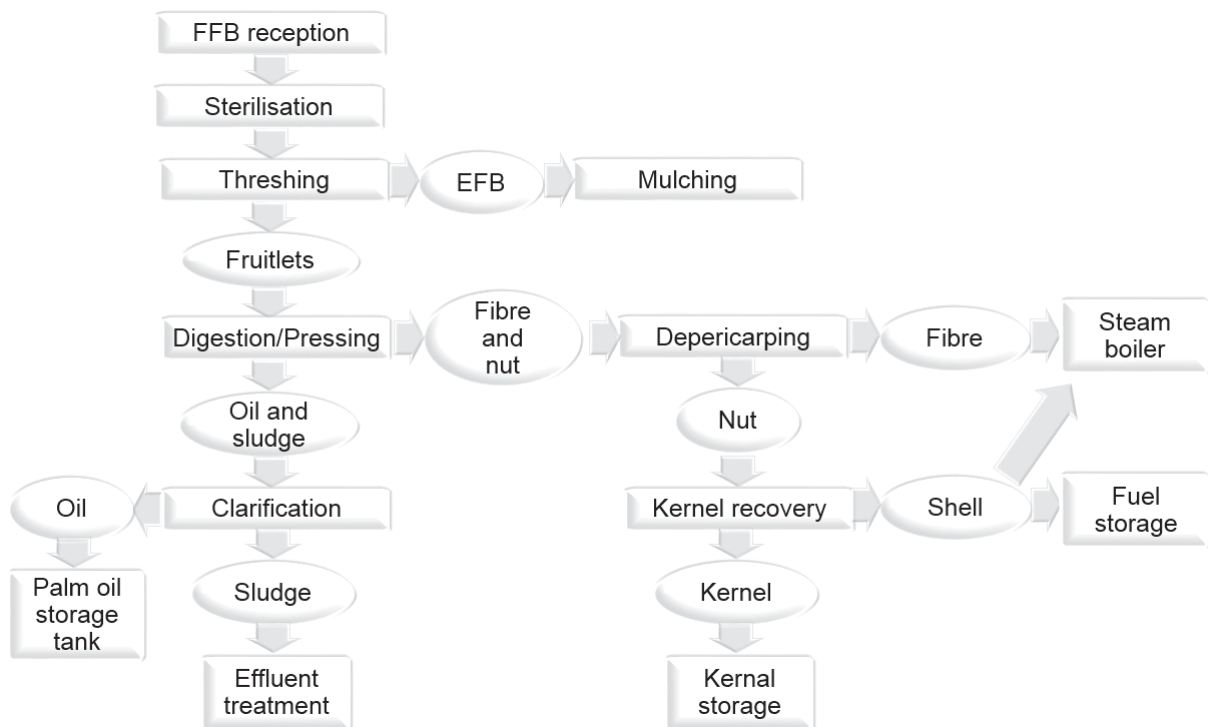 FFB reception
Sterilisation
Threshing
EFB
Mulching
Fruitlets
Digestion/Pressing
Fibre
and
nut
Depericarping
Fibre
Steam
boiler
Oil and
sludge
Nut
Oil
Clarification
Kernel recovery
Shell
Fuel
storage
Palm oil
storage
tank
Sludge
Kernel
Effluent
treatment
Kernal
storage